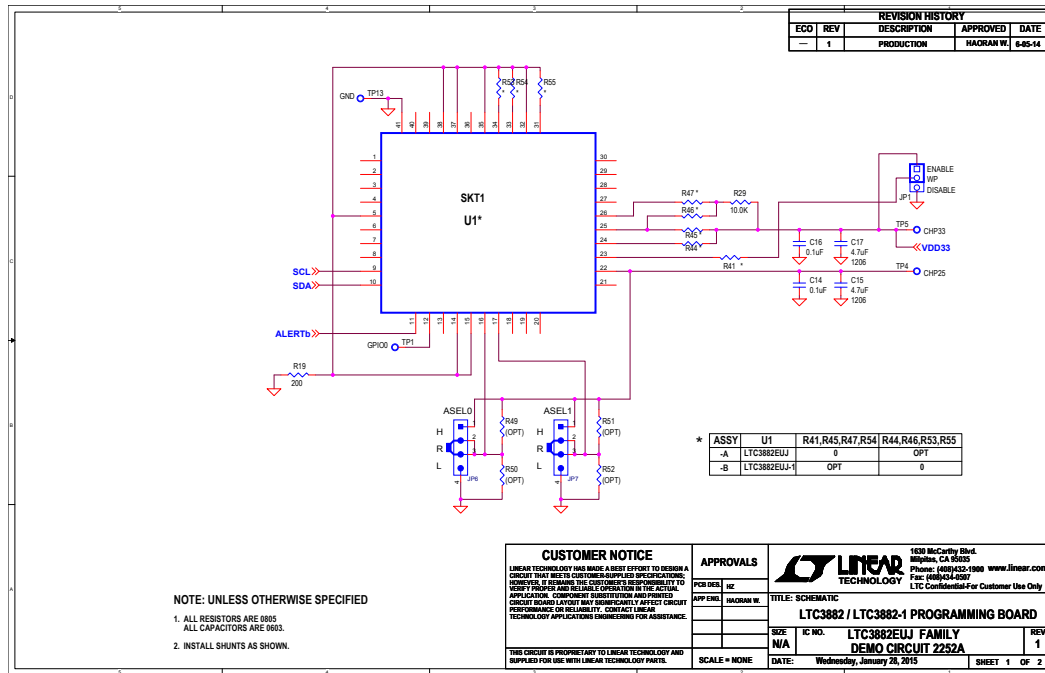 REVISION HISTORY
ECO REV DESCRIPTION APPROVED DATE
— 1 PRODUCTION HAORAN W. 6-05-14
GND TP13
R53 R54 R55
* * *
41 40 39 38 37 36 35 34 33 32 31
1 30
2 29
3 28
4 27
5 26
6 25
7 24
8 23
9 22
10 21
SKT1
U1*
11 12 13 14 15 16 17 18 19 20
SCL
SDA
ALERTb
GPIO0 TP1
R19
200
R47 *
R46 *
R45 *
R44 *
R41 *
R29
10.0K
ENABLE
WP
DISABLE
JP1
TP5
CHP33
VDD33
TP4
CHP25
C16
0.1uF
C17
4.7uF
1206
C14
0.1uF
C15
4.7uF
1206
ASEL0
H 1
2
R 3
L
4 JP6
R49
(OPT)
R50
(OPT)
ASEL1
H 1
2
R 3
L
4 JP7
R51
(OPT)
R52
(OPT)
* ASSY U1 R41,R45,R47,R54 R44,R46,R53,R55
-A LTC3882EUJ 0 OPT
-B LTC3882EUJ-1 OPT 0
NOTE: UNLESS OTHERWISE SPECIFIED
1. ALL RESISTORS ARE 0805
ALL CAPACITORS ARE 0603.
2. INSTALL SHUNTS AS SHOWN.
CUSTOMER NOTICE
LINEAR TECHNOLOGY HAS MADE A BEST EFFORT TO DESIGN A
CIRCUIT THAT MEETS CUSTOMER-SUPPLIED SPECIFICATIONS;
HOWEVER, IT REMAINS THE CUSTOMER'S RESPONSIBILITY TO
VERIFY PROPER AND RELIABLE OPERATION IN THE ACTUAL
APPLICATION. COMPONENT SUBSTITUTION AND PRINTED
CIRCUIT BOARD LAYOUT MAY SIGNIFICANTLY AFFECT CIRCUIT
PERFORMANCE OR RELIABILITY. CONTACT LINEAR
TECHNOLOGY APPLICATIONS ENGINEERING FOR ASSISTANCE.
THIS CIRCUIT IS PROPRIETARY TO LINEAR TECHNOLOGY AND
SUPPLIED FOR USE WITH LINEAR TECHNOLOGY PARTS.
APPROVALS
PCB DES. HZ
APP ENG. HAORAN W.
SCALE = NONE
LINEAR
TECHNOLOGY
1630 McCarthy Blvd.
Milpitas, CA 95035
Phone: (408)432-1900 www.linear.com
Fax: (408)434-0507
LTC Confidential-For Customer Use Only
TITLE: SCHEMATIC
LTC3882 / LTC3882-1 PROGRAMMING BOARD
SIZE IC NO. REV
N/A LTC3882EUJ FAMILY 1
DEMO CIRCUIT 2252A
DATE: Wednesday, January 28, 2015 SHEET 1 OF 2